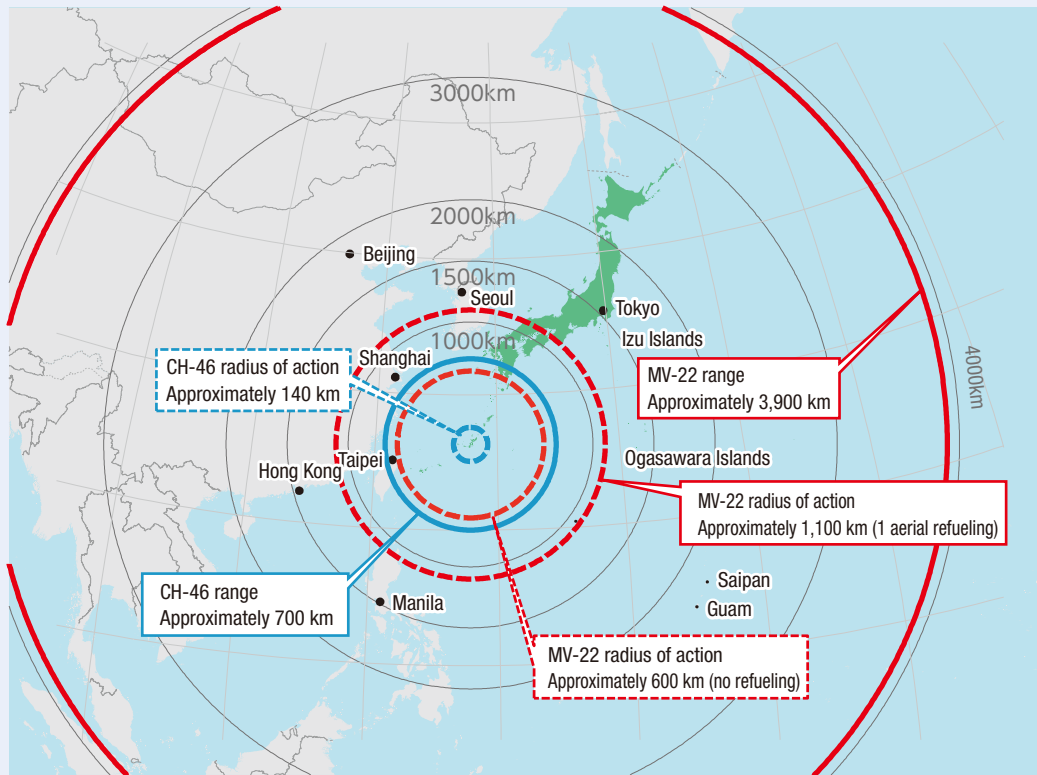 3000km
2000km
Beijing
1500km
Seoul
Tokyo
Izu Islands
1000km
Shanghai
4000km
CH-46 radius of action
Approximately 140 km
MV-22 range
Approximately 3,900 km
Taipei
Ogasawara Islands
Hong Kong
MV-22 radius of action
Approximately 1,100 km (1 aerial refueling)
CH-46 range
Approximately 700 km
Saipan
Manila
Guam
MV-22 radius of action
Approximately 600 km (no refueling)